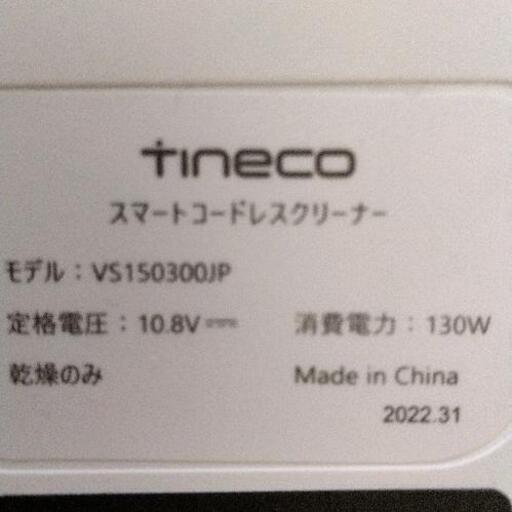 tineco
スマートコードレスクリーナー
モデル：VS150300JP
定格電圧：10.8V⎓ 消費電力：130W
乾燥のみ Made in China
2022.31